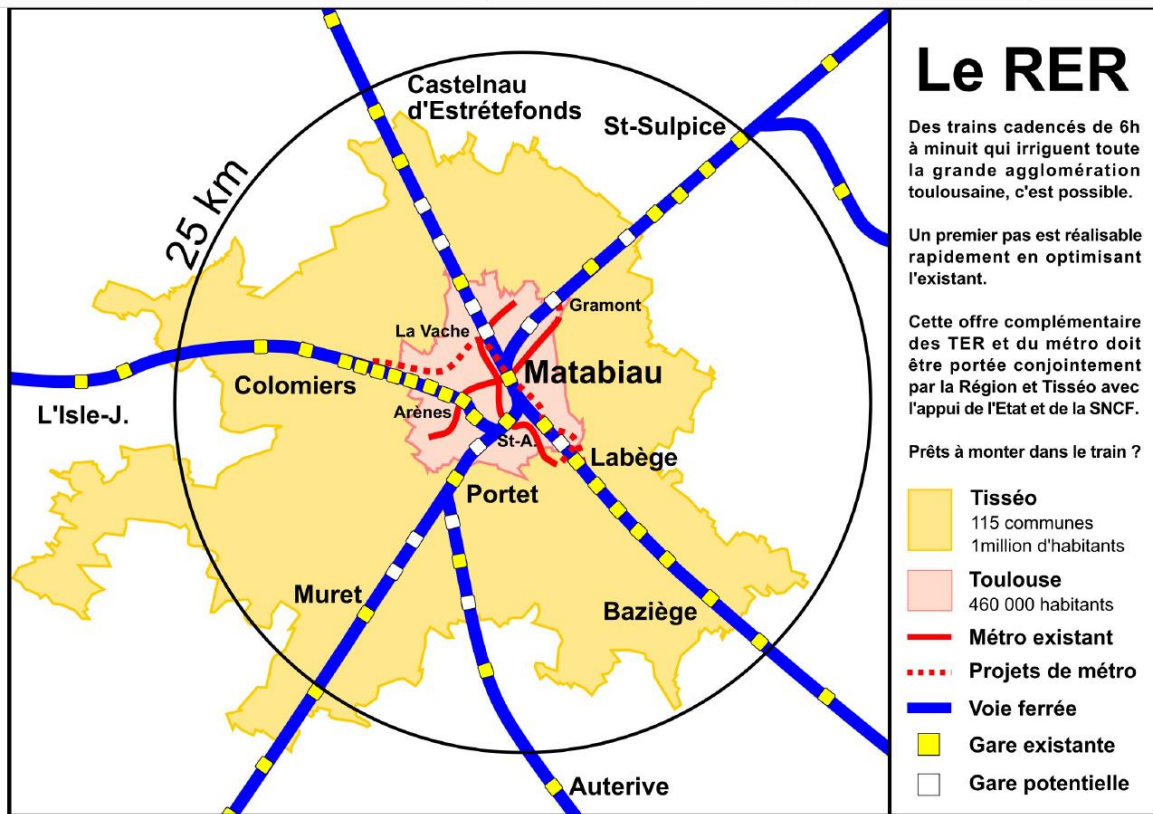 Castelnau
d'Estrétefonds
St-Sulpice
25 km
Gramont
La Vache
Matabiau
Colomiers
L'Isle-J.
Arènes
St-A.
Labège
Portet
Muret
Baziège
Auterive
Le RER
Des trains cadencés de 6h
à minuit qui irriguent toute
la grande agglomération
toulousaine, c'est possible.
Un premier pas est réalisable
rapidement en optimisant
l'existant.
Cette offre complémentaire
des TER et du métro doit
être portée conjointement
par la Région et Tisséo avec
l'appui de l'Etat et de la SNCF.
Prêts à monter dans le train ?
Tisséo
115 communes
1million d'habitants
Toulouse
460 000 habitants
Métro existant
Projets de métro
Voie ferrée
Gare existante
Gare potentielle